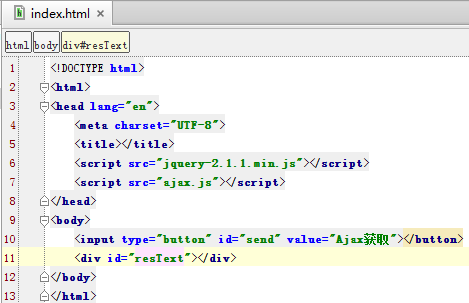 index.html
html body div#resText
1 <!DOCTYPE html>
2 <html>
3 <head lang="en">
4 <meta charset="UTF-8">
5 <title></title>
6 <script src="jquery-2.1.1.min.js"></script>
7 <script src="ajax.js"></script>
8 </head>
9 <body>
10 <input type="button" id="send" value="Ajax获取"></button>
11 <div id="resText"></div>
12 </body>
13 </html>